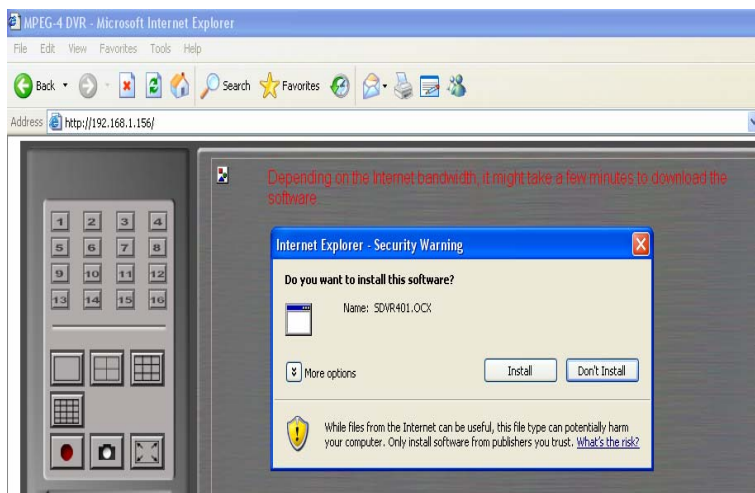 MPEG-4 DVR - Microsoft Internet Explorer
File Edit View Favorites Tools Help
Back Search Favorites
Address http://192.168.1.156/
Depending on the Internet bandwidth, it might take a few minutes to download the
software.
1 2 3 4
5 6 7 8
9 10 11 12
13 14 15 16
Internet Explorer - Security Warning
Do you want to install this software?
Name: SDVR401.OCX
More options Install Don't Install
While files from the Internet can be useful, this file type can potentially harm
your computer. Only install software from publishers you trust. What's the risk?